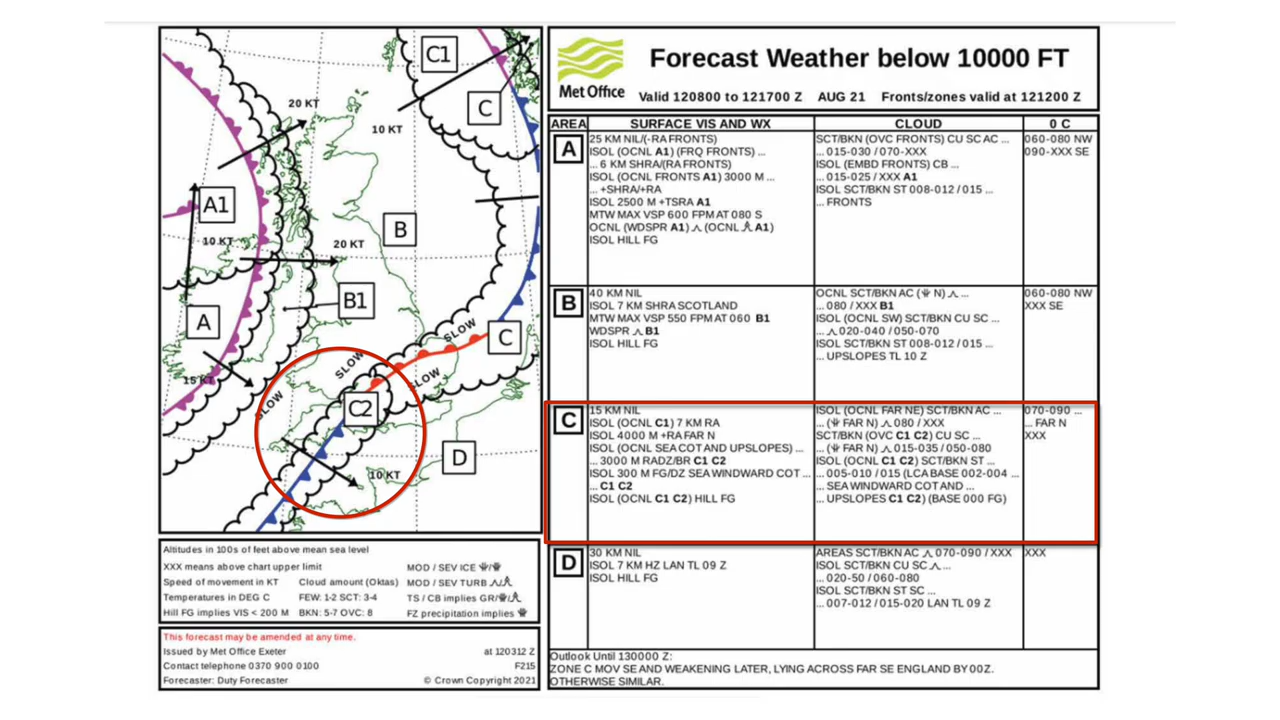 C1
C
20 KT
10 KT
A1
10 KT
B
20 KT
B1
A
15 KT
SLOW
C
SLOW
SLOW
SLOW
C2
D
10 KT
Altitudes in 100s of feet above mean sea level
XXX means above chart upper limit
MOD / SEV ICE
Speed of movement in KT
Cloud amount (Oktas)
MOD / SEV TURB
Temperatures in DEG C
FEW: 1-2 SCT: 3-4
TS / CB implies GR/
Hill FG implies VIS < 200 M
BKN: 5-7 OVC: 8
FZ precipitation implies
This forecast may be amended at any time.
Issued by Met Office Exeter
at 120312 Z
Contact telephone 0370 900 0100
F215
Forecaster: Duty Forecaster
© Crown Copyright 2021
Met Office
Forecast Weather below 10000 FT
Valid 120800 to 121700 Z AUG 21 Fronts/zones valid at 121200 Z
AREA SURFACE VIS AND WX CLOUD 0 C
A
25 KM NIL/(-RA FRONTS)
ISOL (OCNL A1) (FRQ FRONTS) ...
... 6 KM SHRA/(RA FRONTS)
ISOL (OCNL FRONTS A1) 3000 M ...
... +SHRA/+RA
ISOL 2500 M +TSRA A1
MTW MAX VSP 600 FPM AT 080 S
OCNL (WDSPR A1) (OCNL A1)
ISOL HILL FG
SCT/BKN (OVC FRONTS) CU SC AC ...
... 015-030 / 070-XXX
ISOL (EMBD FRONTS) CB ...
... 015-025 / XXX A1
ISOL SCT/BKN ST 008-012 / 015 ...
... FRONTS
060-080 NW
090-XXX SE
B
40 KM NIL
ISOL 7 KM SHRA SCOTLAND
MTW MAX VSP 550 FPM AT 060 B1
WDSPR B1
ISOL HILL FG
OCNL SCT/BKN AC ( N) ...
... 080 / XXX B1
ISOL (OCNL SW) SCT/BKN CU SC ...
... 020-040 / 050-070
ISOL SCT/BKN ST 008-012 / 015 ...
... UPSLOPES TL 10 Z
060-080 NW
XXX SE
C
15 KM NIL
ISOL (OCNL C1) 7 KM RA
ISOL 4000 M +RA FAR N
ISOL (OCNL SEA COT AND UPSLOPES) ...
... 3000 M RADZ/BR C1 C2
ISOL 300 M FG/DZ SEA WINDWARD COT ...
... C1 C2
ISOL (OCNL C1 C2) HILL FG
ISOL (OCNL FAR NE) SCT/BKN AC ...
... ( FAR N) 080 / XXX
SCT/BKN (OVC C1 C2) CU SC ...
... ( FAR N) 015-035 / 050-080
ISOL (OCNL C1 C2) SCT/BKN ST ...
... 005-010 / 015 (LCA BASE 002-004 ...
... SEA WINDWARD COT AND ...
... UPSLOPES C1 C2) (BASE 000 FG)
070-090 ...
... FAR N
XXX
D
30 KM NIL
ISOL 7 KM HZ LAN TL 09 Z
ISOL HILL FG
AREAS SCT/BKN AC 070-090 / XXX
ISOL SCT/BKN CU SC ...
... 020-50 / 060-080
ISOL SCT/BKN ST SC ...
... 007-012 / 015-020 LAN TL 09 Z
XXX
Outlook Until 130000 Z:
ZONE C MOV SE AND WEAKENING LATER, LYING ACROSS FAR SE ENGLAND BY 00Z.
OTHERWISE SIMILAR.